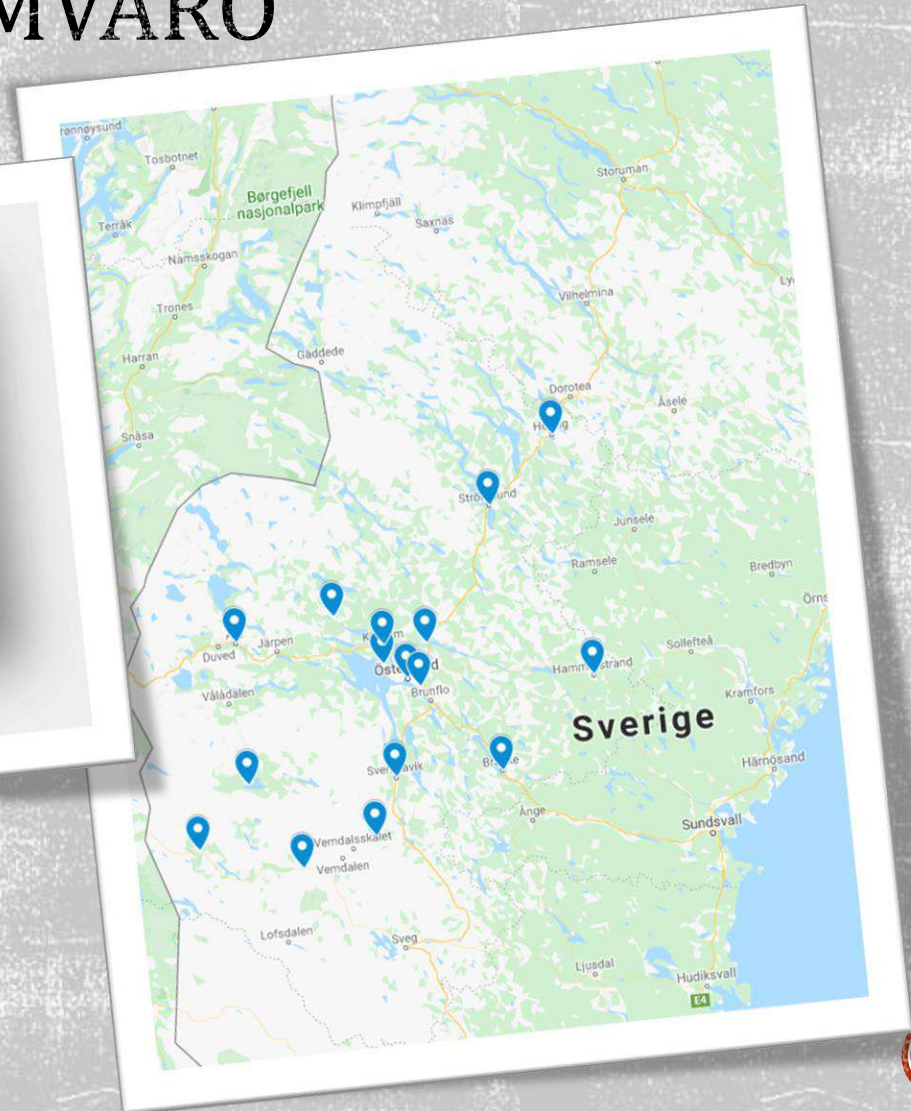 MVARO
rønnøysund
Tosbotnet
Børgefjell
nasjonalpark
Terråk
Klimpfjäll
Saxnäs
Storuman
Namsskogan
Trones
Vilhelmina
Harran
Gäddede
Dorotea
Åsele
Snåsa
Junsele
Ramsele
Bredbyn
Järpen
Duved
Sollefteå
Vålådalen
Brunflo
Kramfors
Sverige
Härnösand
Ånge
Sundsvall
Vemdalsskalet
Vemdalen
Lofsdalen
Sveg
Ljusdal
Hudiksvall
E4